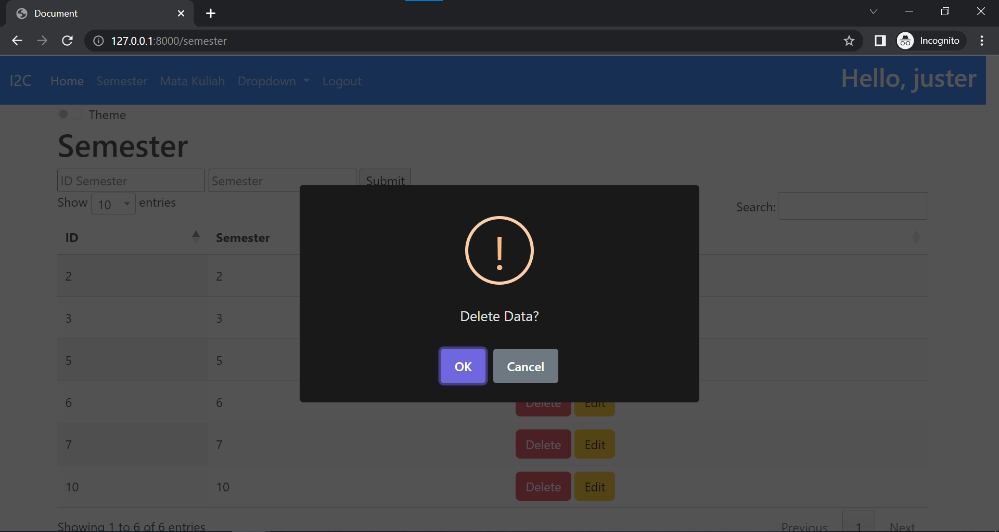 Document
127.0.0.1:8000/semester
Incognito
I2C Home Semester Mata Kuliah Dropdown Logout Hello, juster
Theme
Semester
ID Semester Semester Submit
Show 10 entries Search:
ID Semester
2 2
3 3
5 5
6 6 Delete Edit
7 7 Delete Edit
10 10 Delete Edit
Showing 1 to 6 of 6 entries Previous 1 Next
!
Delete Data?
OK Cancel